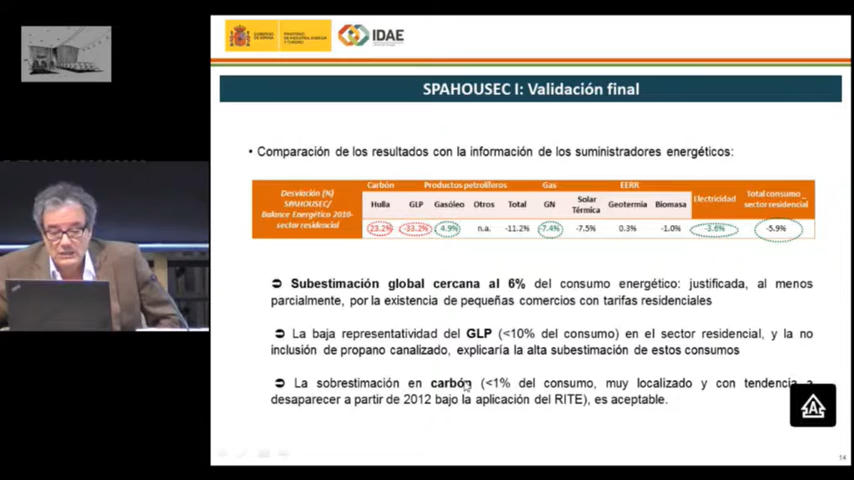 GOBIERNO
DE ESPAÑA
MINISTERIO
DE INDUSTRIA, ENERGÍA
Y TURISMO
IDAE
SPAHOUSEC I: Validación final
• Comparación de los resultados con la información de los suministradores energéticos:
Desviación (%)
SPAHOUSEC/
Balance Energético 2010-
sector residencial
Carbón Productos petrolíferos Gas EERR Electricidad Total consumo
sector residencial
Hulla GLP Gasóleo Otros Total GN Solar
Térmica Geotermia Biomasa
23.2% -33.2% 4.9% n.a. -11.2% -7.4% -7.5% 0.3% -1.0% -3.6% -5.9%
Subestimación global cercana al 6% del consumo energético: justificada, al menos
parcialmente, por la existencia de pequeñas comercios con tarifas residenciales
La baja representatividad del GLP (<10% del consumo) en el sector residencial, y la no
inclusión de propano canalizado, explicaría la alta subestimación de estos consumos
La sobrestimación en carbón (<1% del consumo, muy localizado y con tendencia a
desaparecer a partir de 2012 bajo la aplicación del RITE), es aceptable.
14